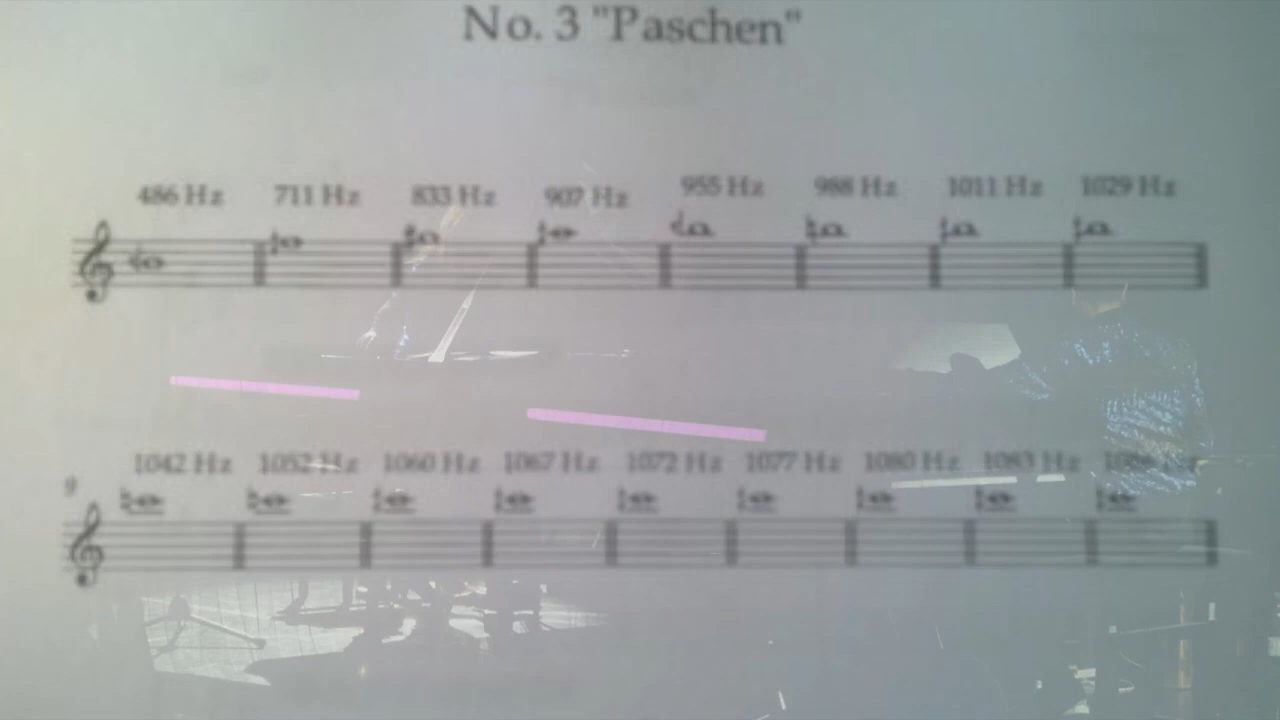 No. 3 "Paschen"
486 Hz 711 Hz 833 Hz 907 Hz 955 Hz 988 Hz 1011 Hz 1029 Hz
1042 Hz 1052 Hz 1060 Hz 1067 Hz 1072 Hz 1077 Hz 1080 Hz 1083 Hz
9